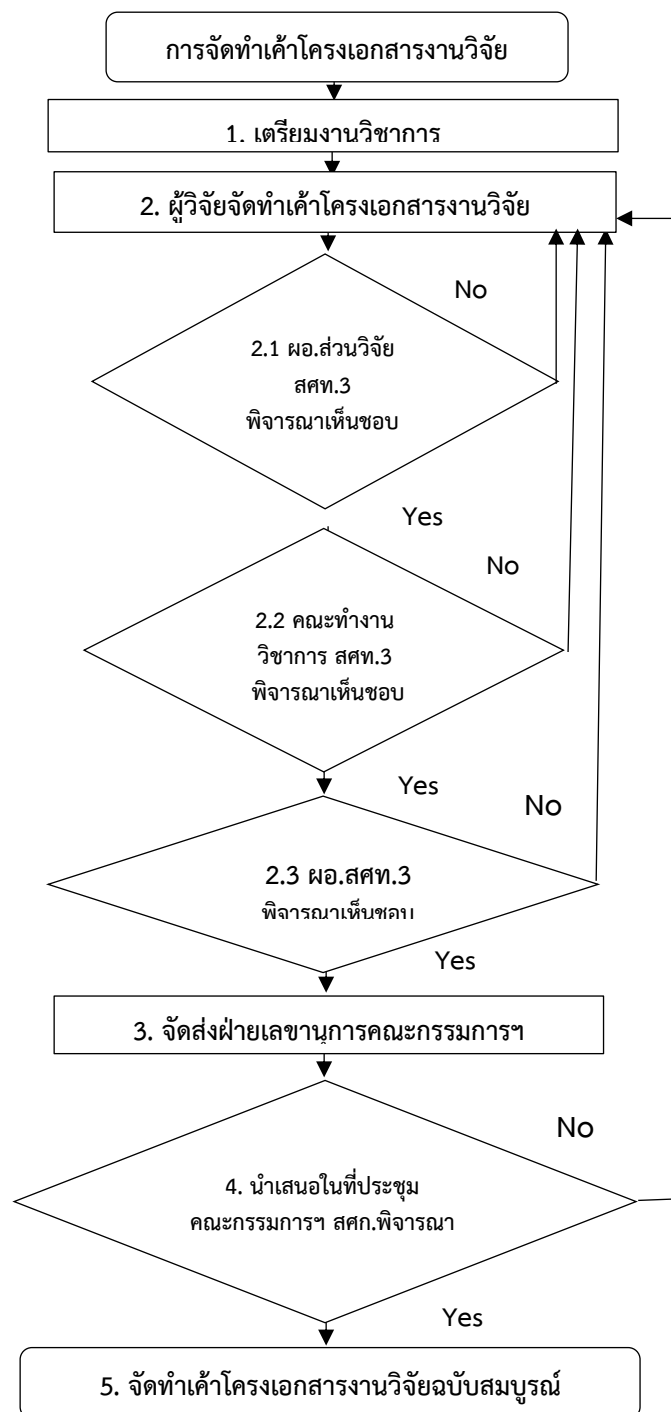 การจัดทำเค้าโครงเอกสารงานวิจัย
1. เตรียมงานวิชาการ
2. ผู้วิจัยจัดทำเค้าโครงเอกสารงานวิจัย
No
2.1 ผอ.ส่วนวิจัย
สศท.3
พิจารณาเห็นชอบ
Yes
No
2.2 คณะทำงาน
วิชาการ สศท.3
พิจารณาเห็นชอบ
Yes
No
2.3 ผอ.สศท.3
พิจารณาเห็นชอบ
Yes
3. จัดส่งฝ่ายเลขานุการคณะกรรมการฯ
No
4. นำเสนอในที่ประชุม
คณะกรรมการฯ สศก.พิจารณา
Yes
5. จัดทำเค้าโครงเอกสารงานวิจัยฉบับสมบูรณ์